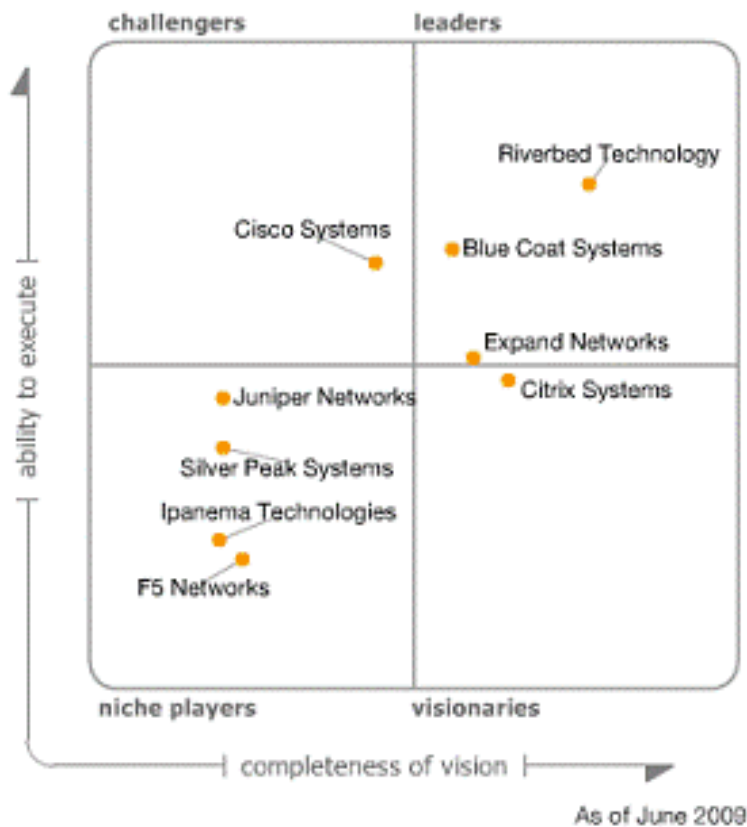 challengers
leaders
Riverbed Technology
Cisco Systems
Blue Coat Systems
Expand Networks
Citrix Systems
Juniper Networks
Silver Peak Systems
Ipanema Technologies
F5 Networks
ability to execute
niche players
visionaries
completeness of vision
As of June 2009